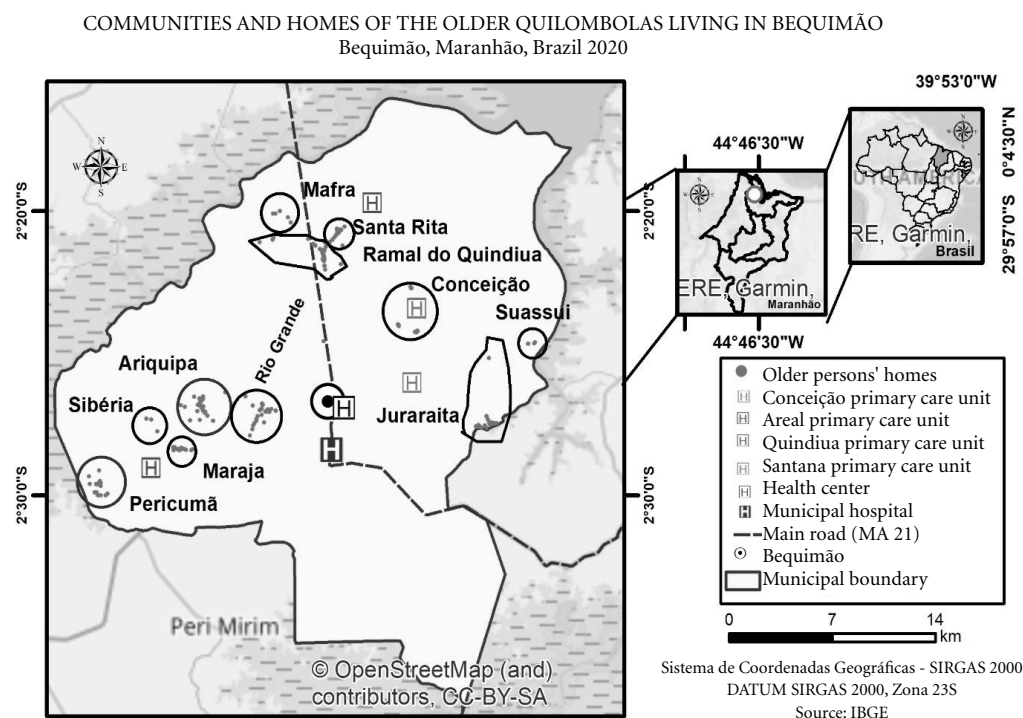 COMMUNITIES AND HOMES OF THE OLDER QUILOMBOLAS LIVING IN BEQUIMÃO
Bequimão, Maranhão, Brazil 2020
39°53'0"W
44°46'30"W
0°4'30"N
29°57'0"S
2°20'0"S
2°20'0"S
2°30'0"S
2°30'0"S
N
W
E
S
Mafra
Santa Rita
Ramal do Quindiua
Conceição
Suassui
Rio Grande
Ariquipa
Sibéria
Juraraita
Maraja
Pericumã
H
H
H
H
H
H
Peri Mirim
© OpenStreetMap (and)
contributors, CC-BY-SA
ERE, Garmin,
Maranhão
44°46'30"W
RE, Garmin,
Brasil
Older persons' homes
H Conceição primary care unit
H Areal primary care unit
H Quindiua primary care unit
H Santana primary care unit
H Health center
H Municipal hospital
Main road (MA 21)
Bequimão
Municipal boundary
0 7 14
km
Sistema de Coordenadas Geográficas - SIRGAS 2000
DATUM SIRGAS 2000, Zona 23S
Source: IBGE